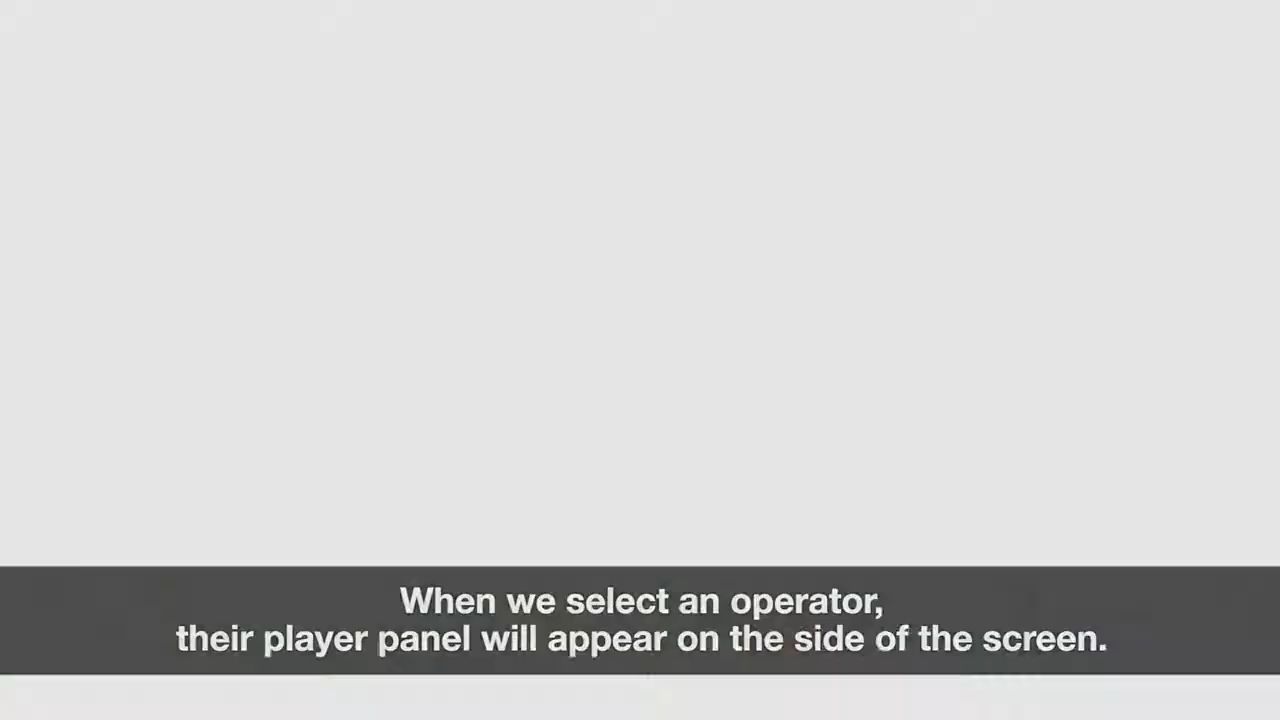 When we select an operator,
their player panel will appear on the side of the screen.